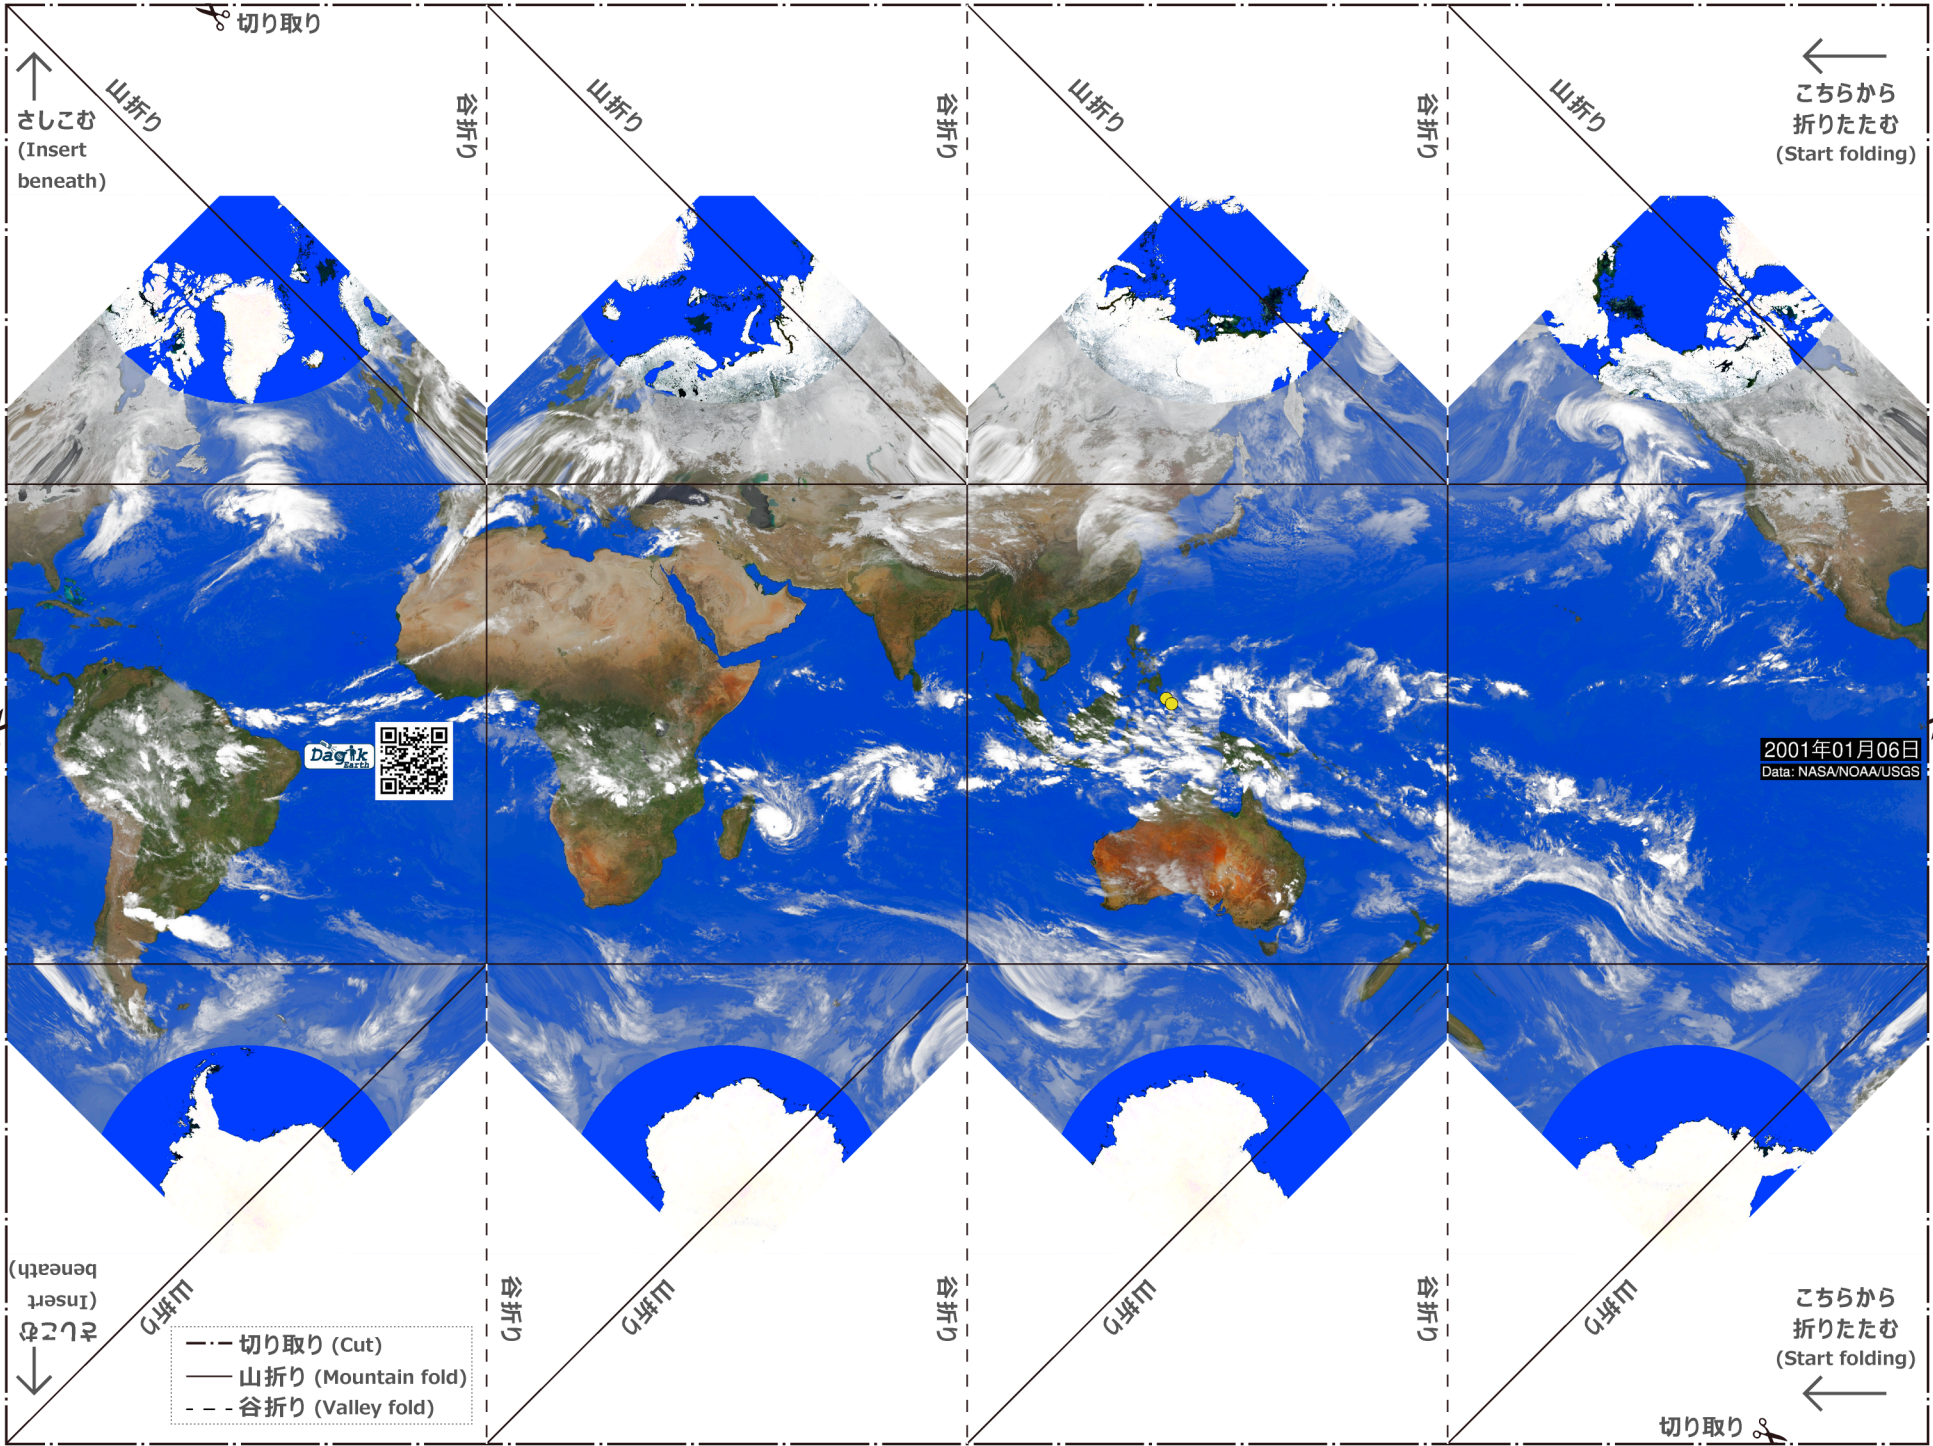 切り取り
山折り
谷折り
山折り
谷折り
山折り
谷折り
山折り
さしこむ
(Insert
beneath)
こちらから
折りたたむ
(Start folding)
Dagik
Earth
2001年01月06日
Data: NASA/NOAA/USGS
さしこむ
(Insert
beneath)
山折り
谷折り
山折り
谷折り
山折り
谷折り
山折り
切り取り (Cut)
山折り (Mountain fold)
谷折り (Valley fold)
こちらから
折りたたむ
(Start folding)
切り取り